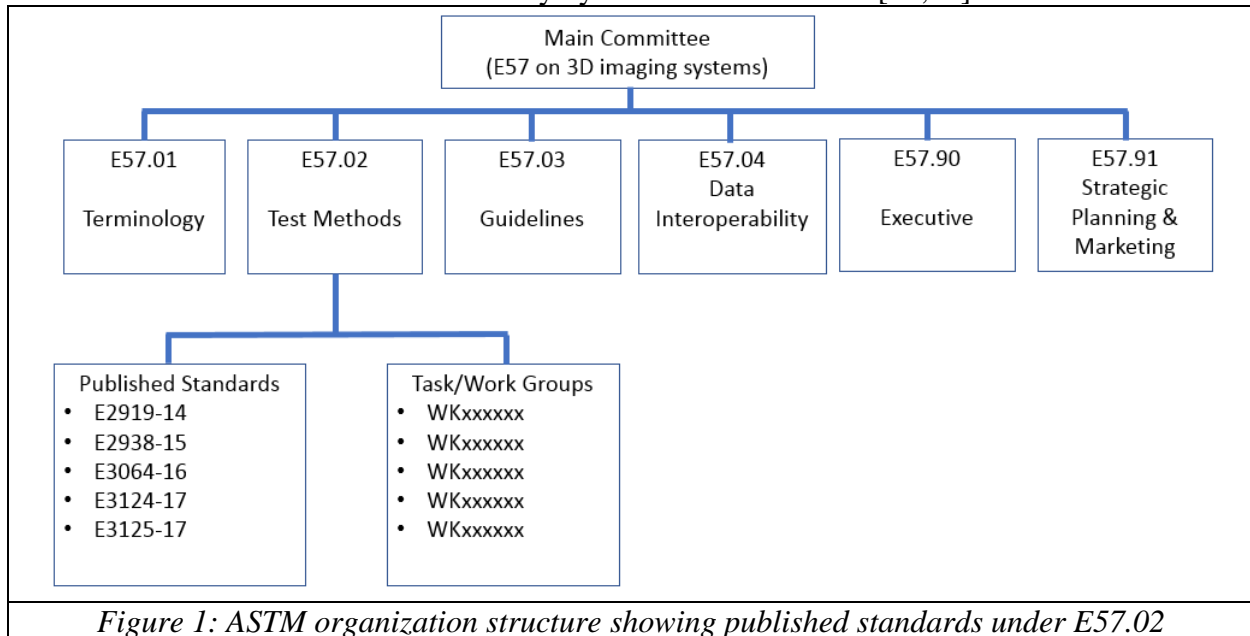 Main Committee
(E57 on 3D imaging systems)
E57.01
Terminology
E57.02
Test Methods
E57.03
Guidelines
E57.04
Data
Interoperability
E57.90
Executive
E57.91
Strategic
Planning &
Marketing
Published Standards
• E2919-14
• E2938-15
• E3064-16
• E3124-17
• E3125-17
Task/Work Groups
• WKxxxxxx
• WKxxxxxx
• WKxxxxxx
• WKxxxxxx
• WKxxxxxx
Figure 1: ASTM organization structure showing published standards under E57.02